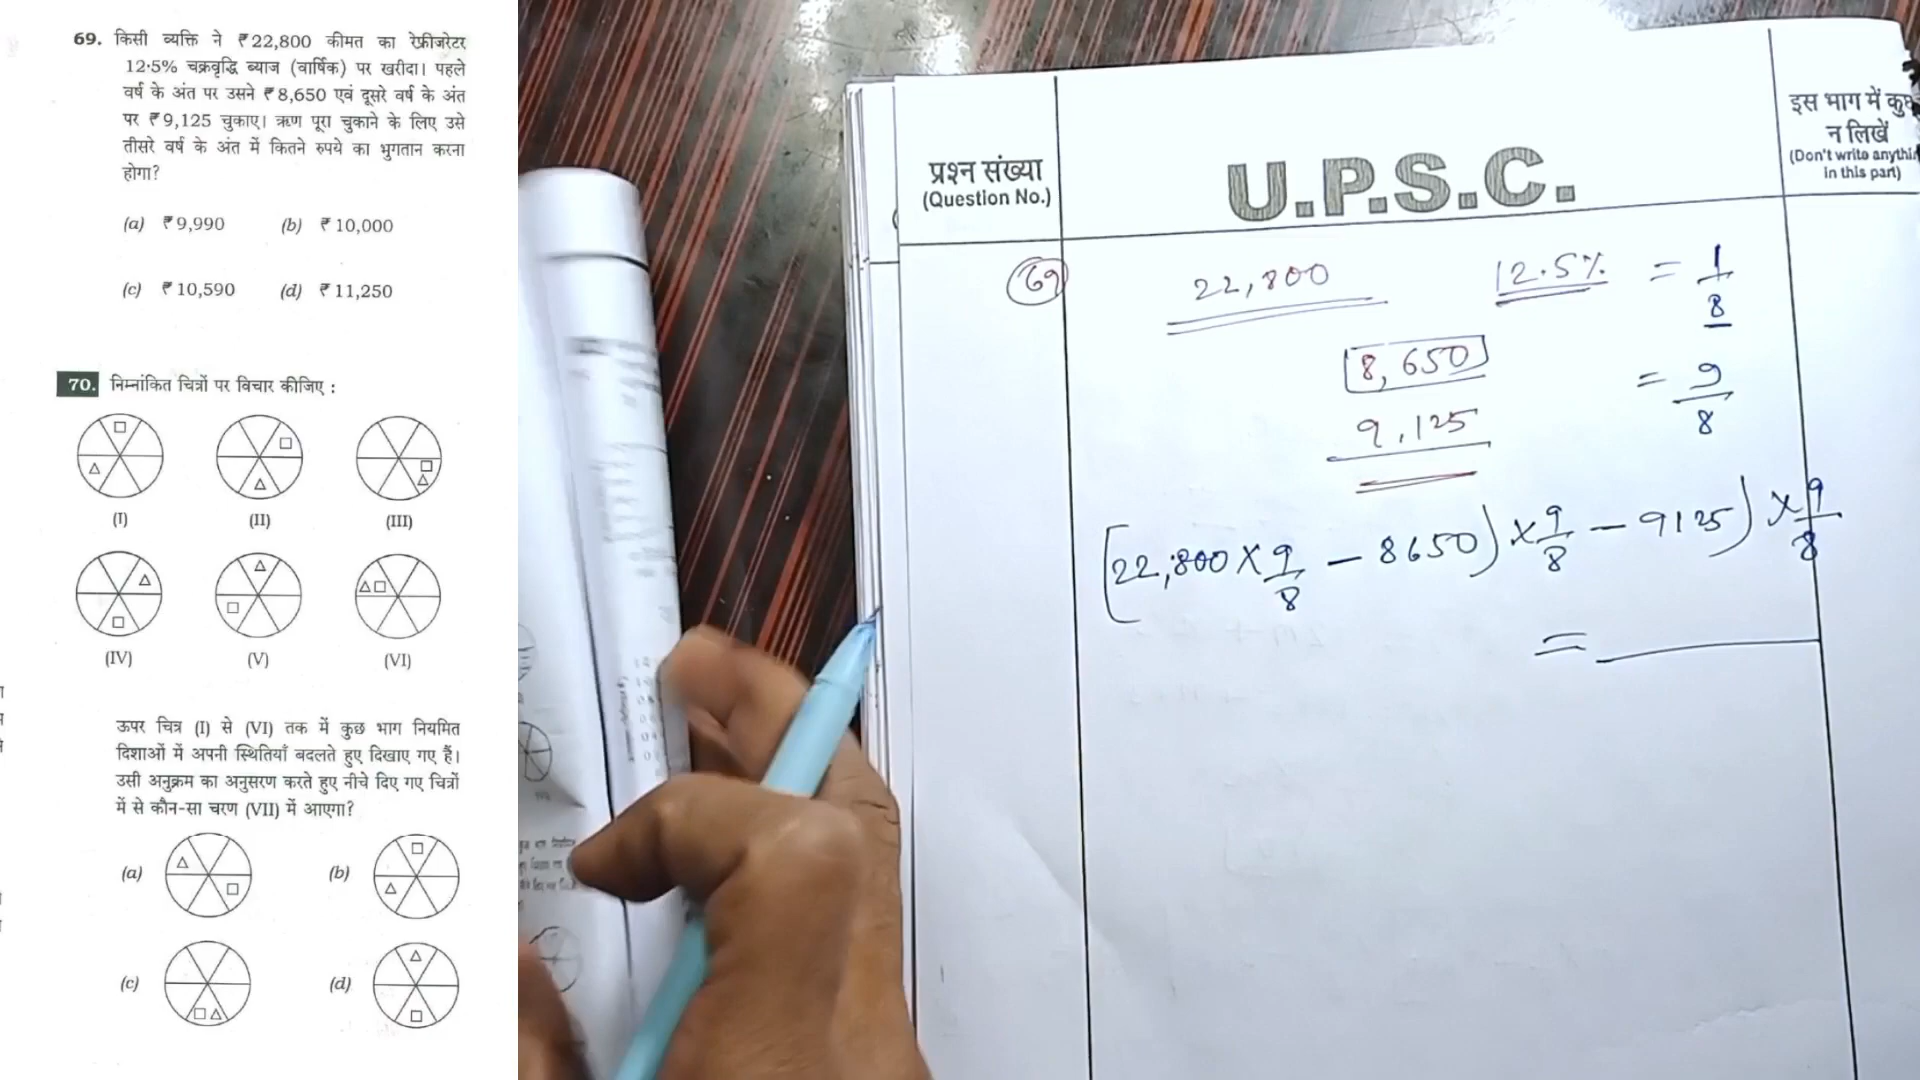 69. किसी व्यक्ति ने ₹ 22,800 कीमत का रेफ्रीजरेटर
12·5% चक्रवृद्धि ब्याज (वार्षिक) पर खरीदा। पहले
वर्ष के अंत पर उसने ₹ 8,650 एवं दूसरे वर्ष के अंत
पर ₹ 9,125 चुकाए। ऋण पूरा चुकाने के लिए उसे
तीसरे वर्ष के अंत में कितने रुपये का भुगतान करना
होगा?
(a) ₹ 9,990 (b) ₹ 10,000
(c) ₹ 10,590 (d) ₹ 11,250
70. निम्नांकित चित्रों पर विचार कीजिए :
(I) (II) (III)
(IV) (V) (VI)
ऊपर चित्र (I) से (VI) तक में कुछ भाग नियमित
दिशाओं में अपनी स्थितियाँ बदलते हुए दिखाए गए हैं।
उसी अनुक्रम का अनुसरण करते हुए नीचे दिए गए चित्रों
में से कौन-सा चरण (VII) में आएगा?
(a) (b)
(c) (d)
प्रश्न संख्या
(Question No.)
U.P.S.C.
इस भाग में कुछ
न लिखें
(Don't write anythi
in this part)
69 22,800 12.5% = 1/8
8,650 = 9/8
9,125
[22,800 × 9/8 – 8650) × 9/8 – 9125) × 9/8
=